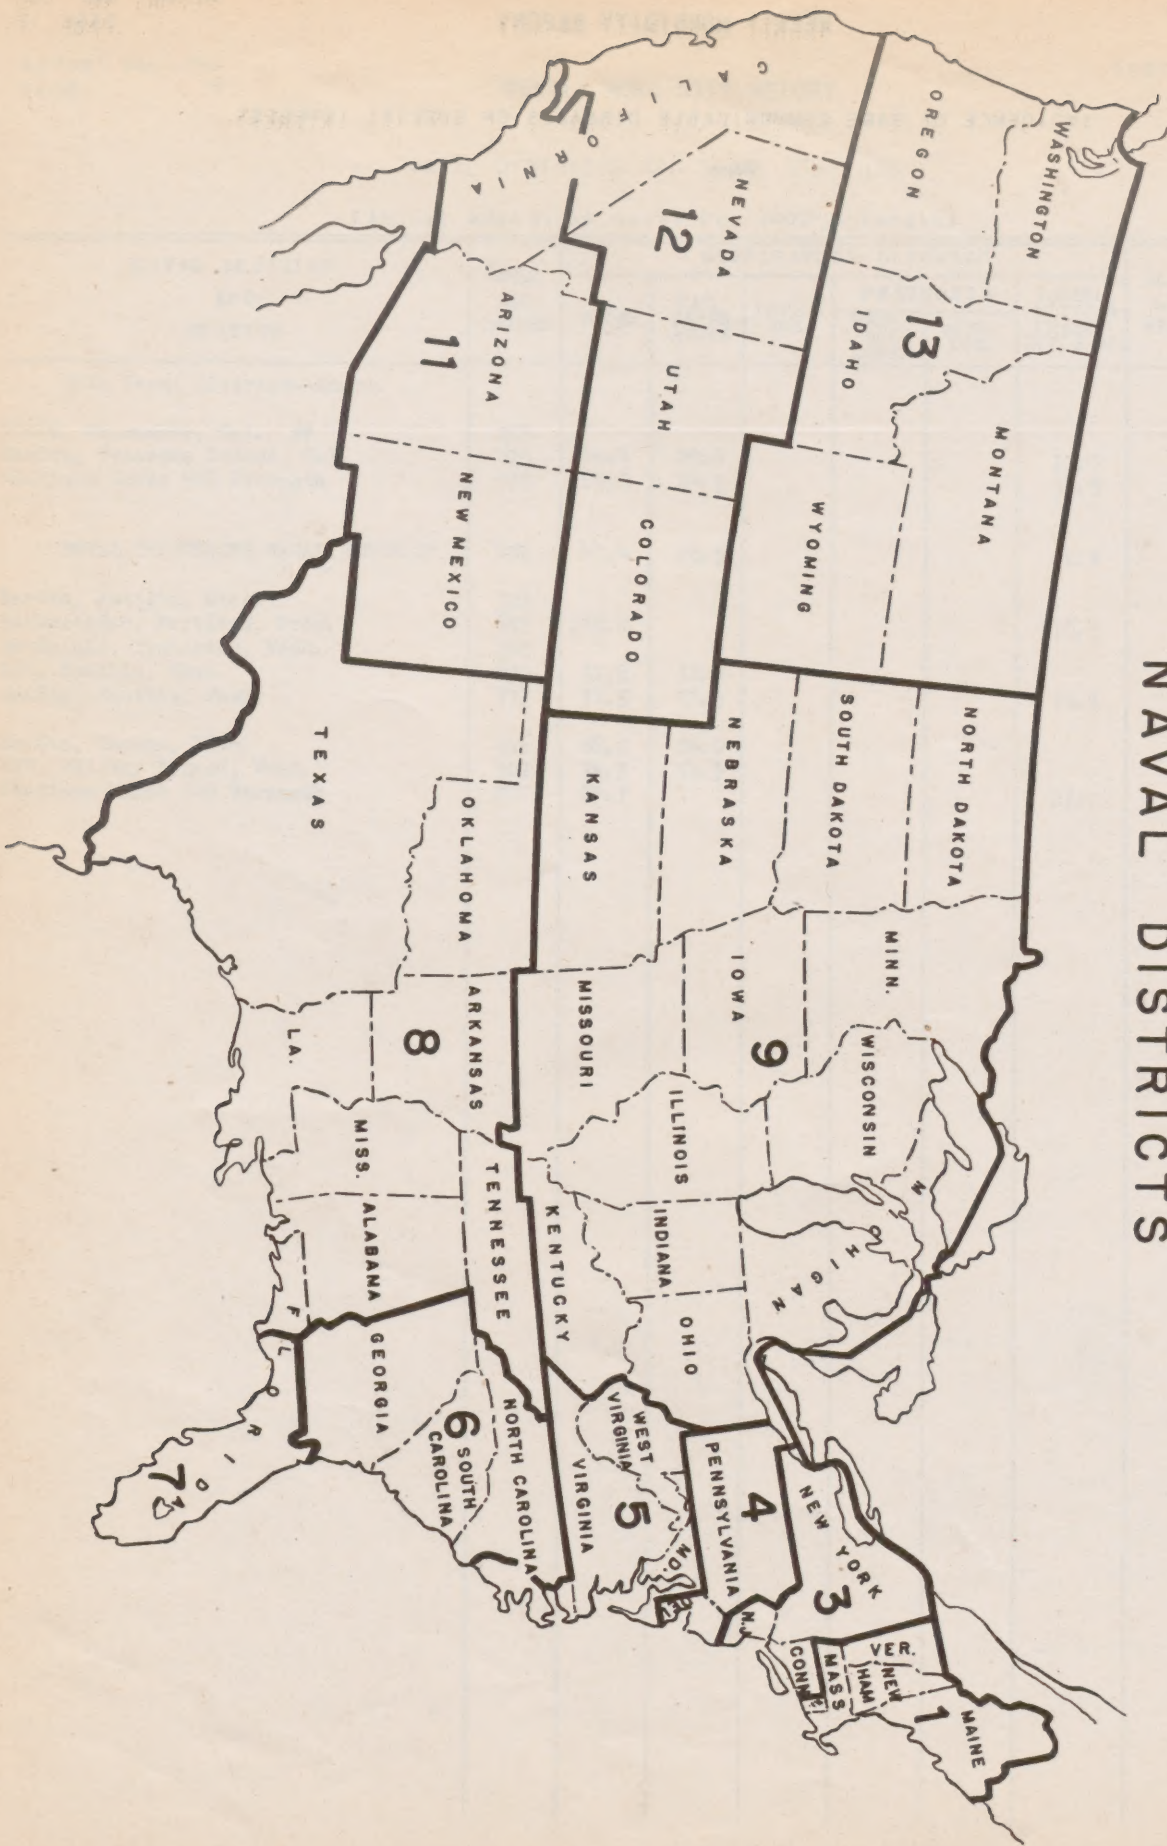 NAVAL DISTRICTS
WASHINGTON
OREGON
CALIFORNIA
NEVADA
12
IDAHO
13
MONTANA
WYOMING
UTAH
ARIZONA
11
NEW MEXICO
COLORADO
NORTH DAKOTA
SOUTH DAKOTA
NEBRASKA
KANSAS
OKLAHOMA
TEXAS
MINN.
IOWA
9
MISSOURI
ARKANSAS
8
LA.
WISCONSIN
ILLINOIS
MICHIGAN
INDIANA
OHIO
KENTUCKY
TENNESSEE
MISS.
ALABAMA
GEORGIA
FLORIDA
7
6
SOUTH
CAROLINA
NORTH CAROLINA
VIRGINIA
WEST
VIRGINIA
5
MD.
PENNSYLVANIA
4
NEW YORK
3
N.J.
CONN.
MASS
VER.
NEW
HAM
1
MAINE